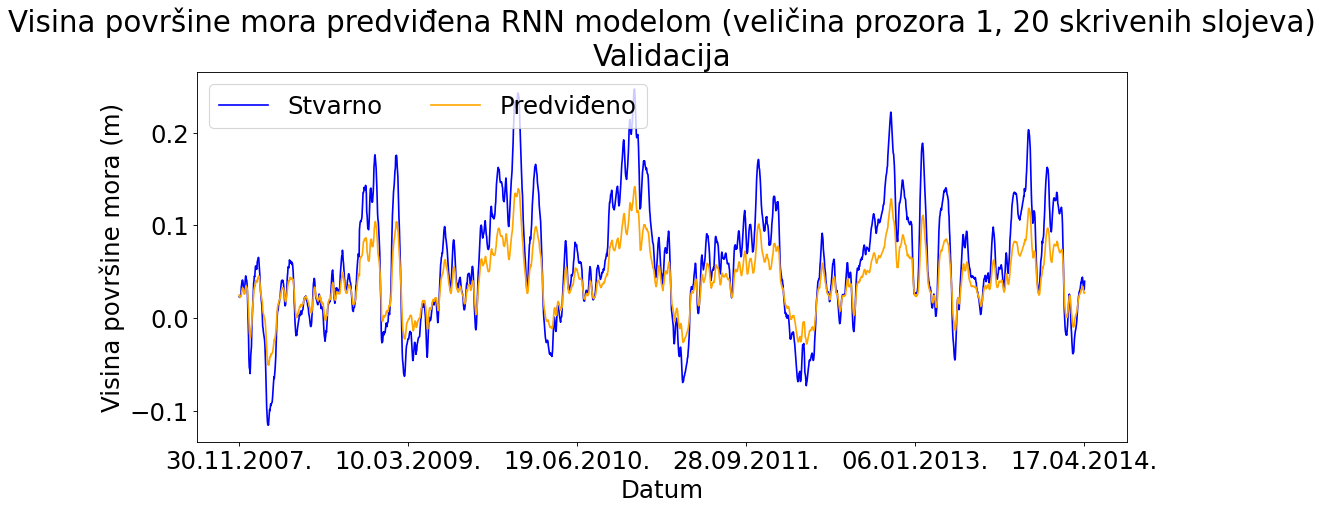 Visina površine mora predviđena RNN modelom (veličina prozora 1, 20 skrivenih slojeva)
Validacija
Stvarno Predviđeno
Visina površine mora (m)
0.2
0.1
0.0
−0.1
30.11.2007. 10.03.2009. 19.06.2010. 28.09.2011. 06.01.2013. 17.04.2014.
Datum